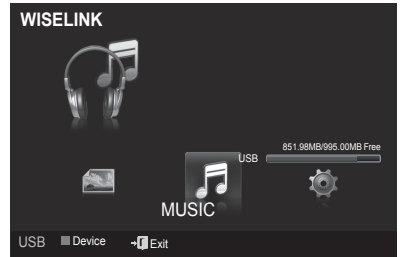 WISELINK
851.98MB/995.00MB Free
USB
MUSIC
USB Device Exit